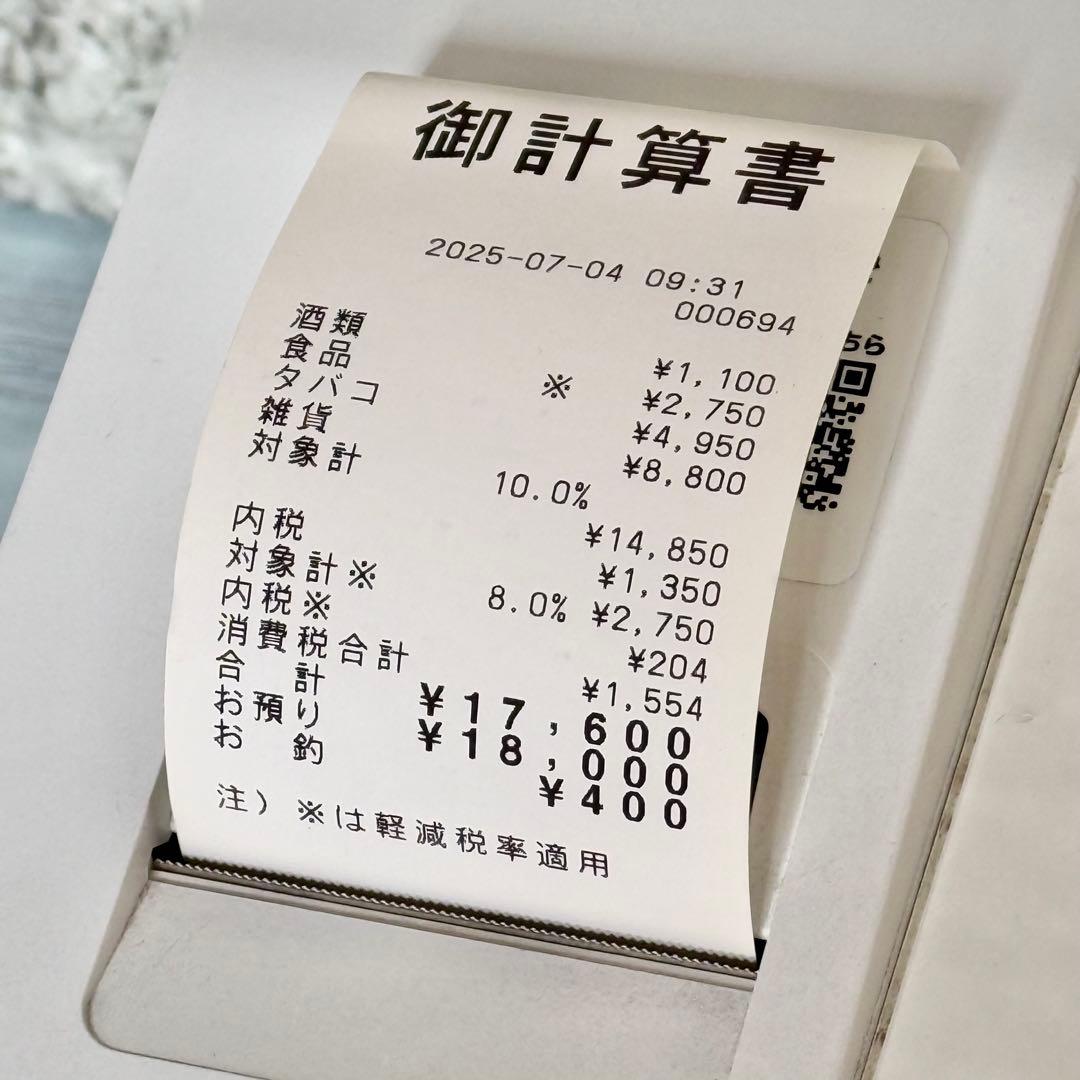 御計算書
2025-07-04 09:31
000694
酒類 ¥1,100
食品 ※ ¥2,750
タバコ ¥4,950
雑貨 ¥8,800
対象計 10.0% ¥14,850
内税 ¥1,350
対象計※ 8.0% ¥2,750
内税※ ¥204
消費税合計 ¥1,554
合 計 ¥17,600
お預り ¥18,000
お 釣 ¥400
注)※は軽減税率適用
ちら